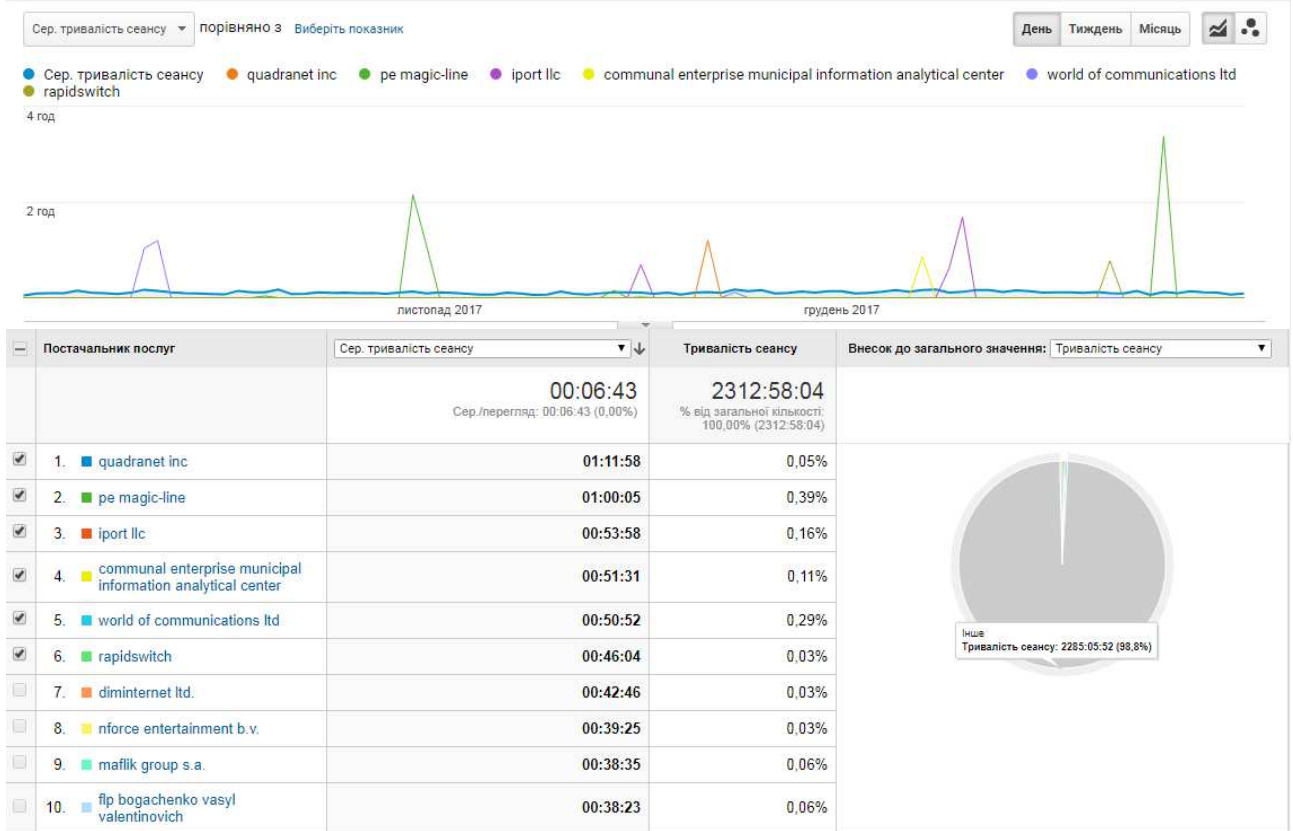 Сер. тривалість сеансу порівняно з Виберіть показник День Тиждень Місяць
Сер. тривалість сеансу quadranet inc pe magic-line iport llc communal enterprise municipal information analytical center world of communications ltd
rapidswitch
4 год
2 год
листопад 2017 грудень 2017
Постачальник послуг Сер. тривалість сеансу Тривалість сеансу Внесок до загального значення: Тривалість сеансу
00:06:43 2312:58:04
Сер./перегляд: 00:06:43 (0,00%) % від загальної кількості:
100,00% (2312:58:04)
1. quadranet inc 01:11:58 0,05%
2. pe magic-line 01:00:05 0,39%
3. iport llc 00:53:58 0,16%
4. communal enterprise municipal
information analytical center 00:51:31 0,11%
5. world of communications ltd 00:50:52 0,29%
6. rapidswitch 00:46:04 0,03%
Інше
Тривалість сеансу: 2285:05:52 (98,8%)
7. diminternet ltd. 00:42:46 0,03%
8. nforce entertainment b.v. 00:39:25 0,03%
9. maflik group s.a. 00:38:35 0,06%
10. flp bogachenko vasyl
valentinovich 00:38:23 0,06%